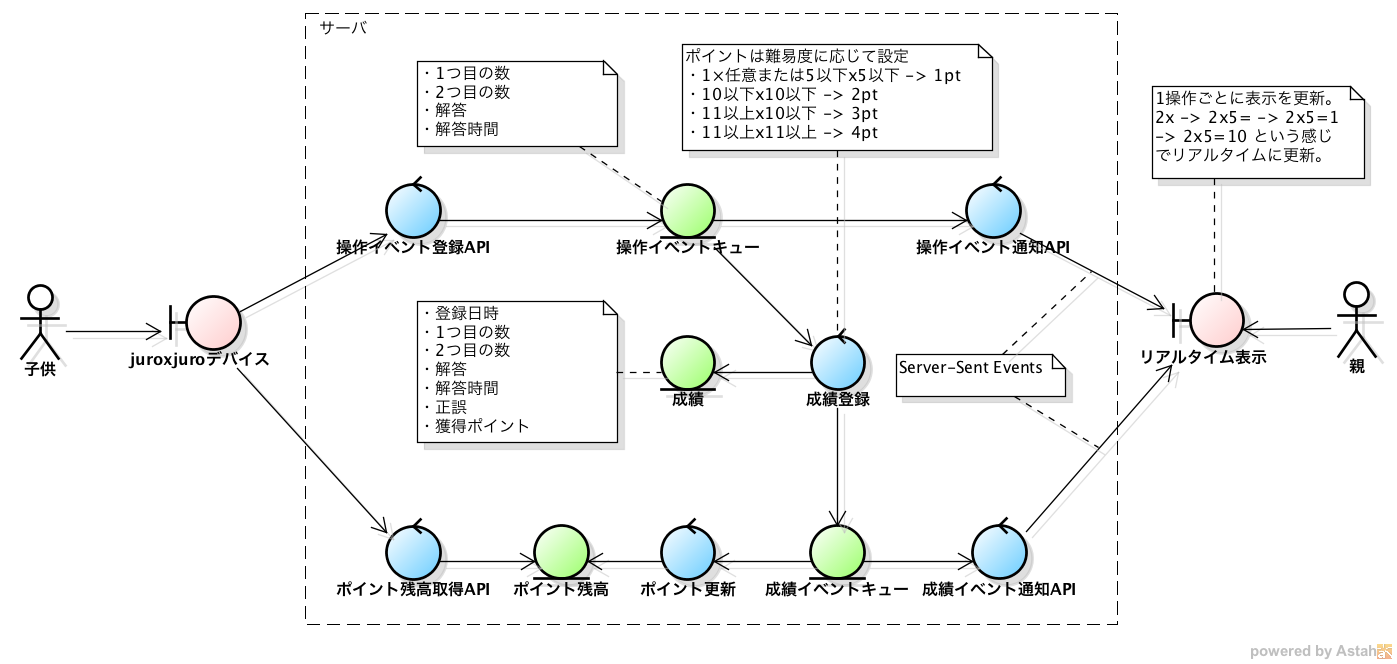 サーバ
・1つ目の数
・2つ目の数
・解答
・解答時間
ポイントは難易度に応じて設定
・1×任意または5以下x5以下 –> 1pt
・10以下x10以下 –> 2pt
・11以上x10以下 –> 3pt
・11以上x11以上 –> 4pt
1操作ごとに表示を更新。
2x –> 2x5= –> 2x5=1
–> 2x5=10 という感じ
でリアルタイムに更新。
操作イベント登録API
操作イベントキュー
操作イベント通知API
子供
juroxjuroデバイス
・登録日時
・1つ目の数
・2つ目の数
・解答
・解答時間
・正誤
・獲得ポイント
成績
成績登録
Server–Sent Events
リアルタイム表示
親
ポイント残高取得API
ポイント残高
ポイント更新
成績イベントキュー
成績イベント通知API
powered by Astah